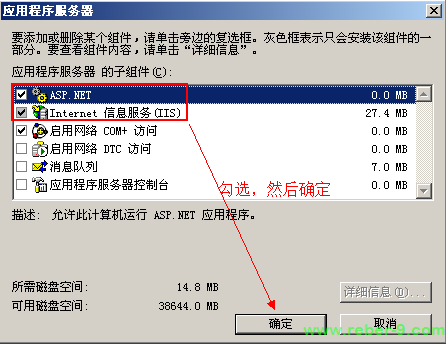 应用程序服务器
要添加或删除某个组件，请单击旁边的复选框。灰色框表示只会安装该组件的一
部分。要查看组件内容，请单击“详细信息”。
应用程序服务器 的子组件(C):
ASP.NET 0.0 MB
Internet 信息服务(IIS) 27.4 MB
启用网络 COM+ 访问 0.0 MB
启用网络 DTC 访问 0.0 MB
消息队列 7.0 MB
应用程序服务器控制台 0.0 MB
勾选，然后确定
描述: 允许此计算机运行 ASP.NET 应用程序。
所需磁盘空间: 14.8 MB
可用磁盘空间: 38644.0 MB
详细信息(D)...
确定
取消